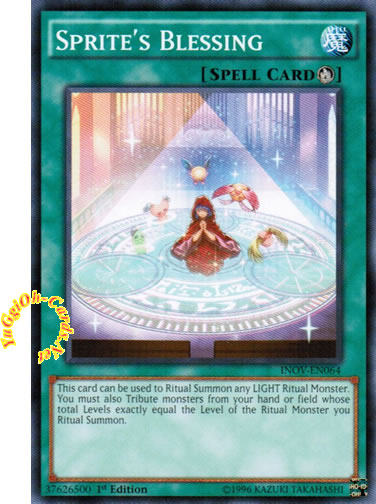 SPRITE'S BLESSING
魔
[SPELL CARD]
YuGgiOh-Cards.Net
INOV-EN064
This card can be used to Ritual Summon any LIGHT Ritual Monster.
You must also Tribute monsters from your hand or field whose
total Levels exactly equal the Level of the Ritual Monster you
Ritual Summon.
37626500 1st Edition
©1996 KAZUKI TAKAHASHI